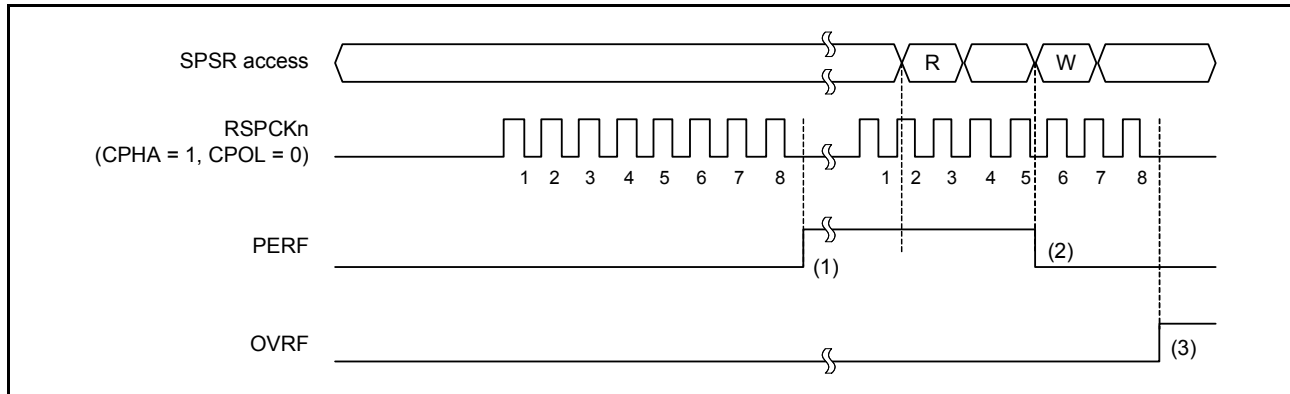 SPSR access
R
W
RSPCKn
(CPHA = 1, CPOL = 0)
1 2 3 4 5 6 7 8
1 2 3 4 5 6 7 8
PERF
(1)
(2)
OVRF
(3)